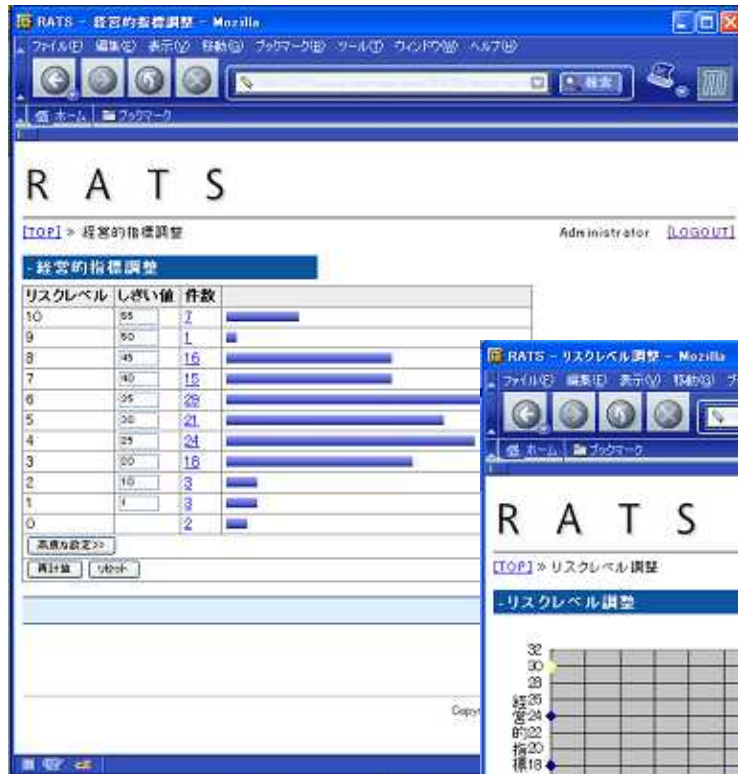 RATS - 経営的指標調整 - Mozilla
ファイル(F) 編集(E) 表示(V) 移動(G) ブックマーク(B) ツール(T) ウィンドウ(W) ヘルプ(H)
検索
ホーム ブックマーク
R A T S
[TOP] » 経営的指標調整 Administrator [LOGOUT]
-経営的指標調整
リスクレベル しきい値 件数
10 55 7
9 50 1
8 45 16
7 40 15
6 35 29
5 30 21
4 25 24
3 20 18
2 10 3
1 1 3
0 2
高度な設定>>
再計算 リセット
RATS - リスクレベル調整 - Mozilla
ファイル(F) 編集(E) 表示(V) 移動(G)
ホーム ブックマーク
R A T S
[TOP] » リスクレベル調整
-リスクレベル調整
32
30
28
26
24
22
20
18
経営的指標